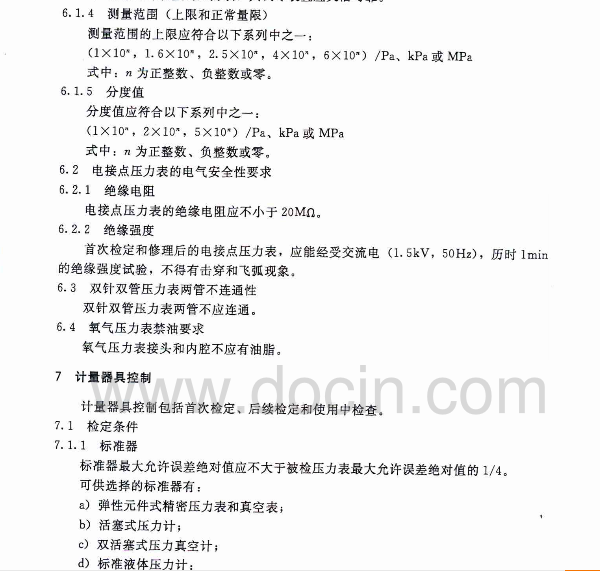 6.1.4 测量范围（上限和正常量限）
测量范围的上限应符合以下系列中之一：
（1×10ⁿ，1.6×10ⁿ，2.5×10ⁿ，4×10ⁿ，6×10ⁿ）/Pa、kPa 或 MPa
式中：n 为正整数、负整数或零。
6.1.5 分度值
分度值应符合以下系列中之一：
（1×10ⁿ，2×10ⁿ，5×10ⁿ）/Pa、kPa 或 MPa
式中：n 为正整数、负整数或零。
6.2 电接点压力表的电气安全性要求
6.2.1 绝缘电阻
电接点压力表的绝缘电阻应不小于 20MΩ。
6.2.2 绝缘强度
首次检定和修理后的电接点压力表，应能经受交流电（1.5kV，50Hz），历时 1min
的绝缘强度试验，不得有击穿和飞弧现象。
6.3 双针双管压力表两管不连通性
双针双管压力表两管不应连通。
6.4 氧气压力表禁油要求
氧气压力表接头和内腔不应有油脂。
7 计量器具控制
www.docin.com
计量器具控制包括首次检定、后续检定和使用中检查。
7.1 检定条件
7.1.1 标准器
标准器最大允许误差绝对值应不大于被检压力表最大允许误差绝对值的 1/4。
可供选择的标准器有：
a）弹性元件式精密压力表和真空表；
b）活塞式压力计；
c）双活塞式压力真空计；
d）标准液体压力计；